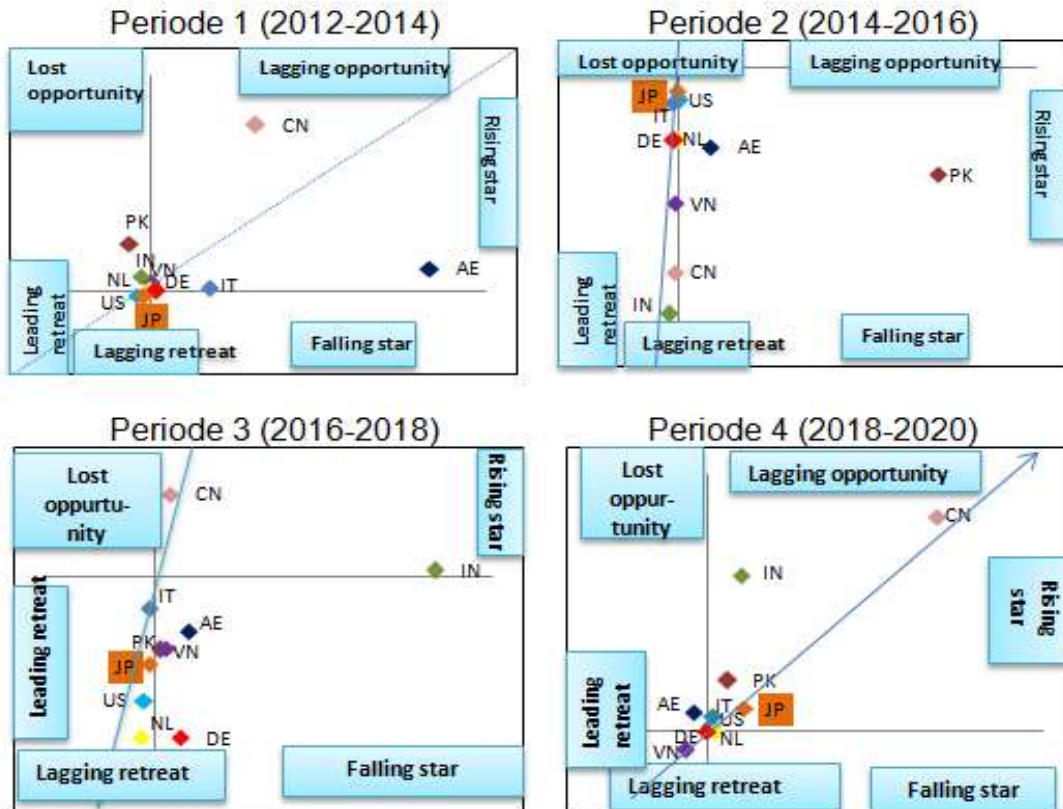 Periode 1 (2012-2014)
Lost
opportunity
Lagging opportunity
Rising star
CN
PK
IN
VN
NL
DE
IT
AE
US
JP
Leading
retreat
Lagging retreat
Falling star
Periode 2 (2014-2016)
Lost opportunity
Lagging opportunity
Rising star
JP
US
IT
DE
NL
AE
PK
VN
CN
IN
Leading
retreat
Lagging retreat
Falling star
Periode 3 (2016-2018)
Lost
oppurtu-
nity
Rising star
CN
IN
IT
AE
PK
VN
JP
US
NL
DE
Leading retreat
Lagging retreat
Falling star
Periode 4 (2018-2020)
Lost
oppur-
tunity
Lagging opportunity
Rising
star
CN
IN
PK
AE
IT
JP
US
DE
NL
VN
Leading
retreat
Lagging retreat
Falling star